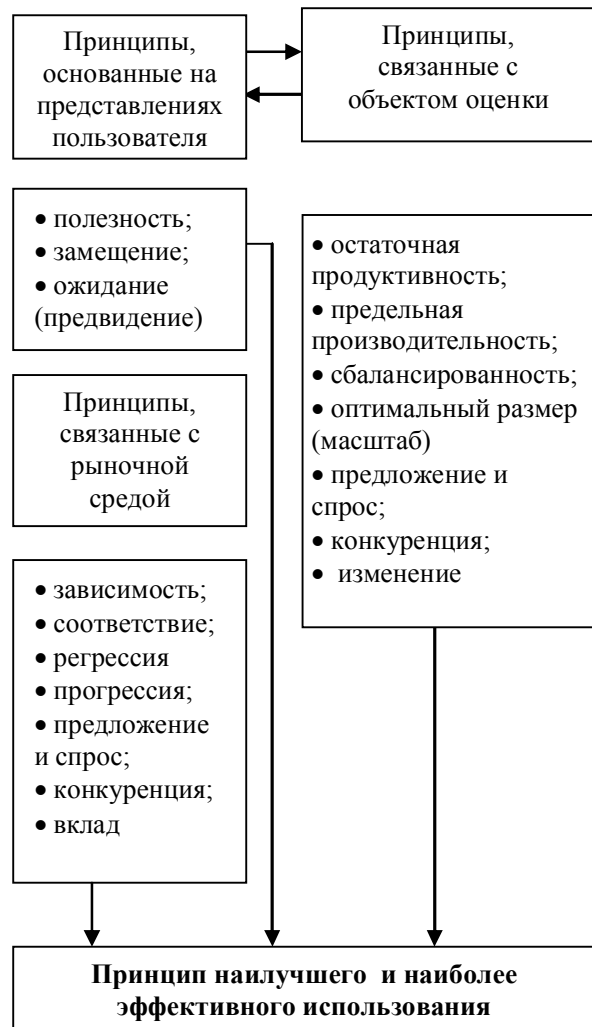 Принципы,
основанные на
представлениях
пользователя
Принципы,
связанные с
объектом оценки
• полезность;
• замещение;
• ожидание
(предвидение)
• остаточная
продуктивность;
• предельная
производительность;
• сбалансированность;
• оптимальный размер
(масштаб)
• предложение и
спрос;
• конкуренция;
• изменение
Принципы,
связанные с
рыночной
средой
• зависимость;
• соответствие;
• регрессия
• прогрессия;
• предложение
и спрос;
• конкуренция;
• вклад
Принцип наилучшего и наиболее
эффективного использования